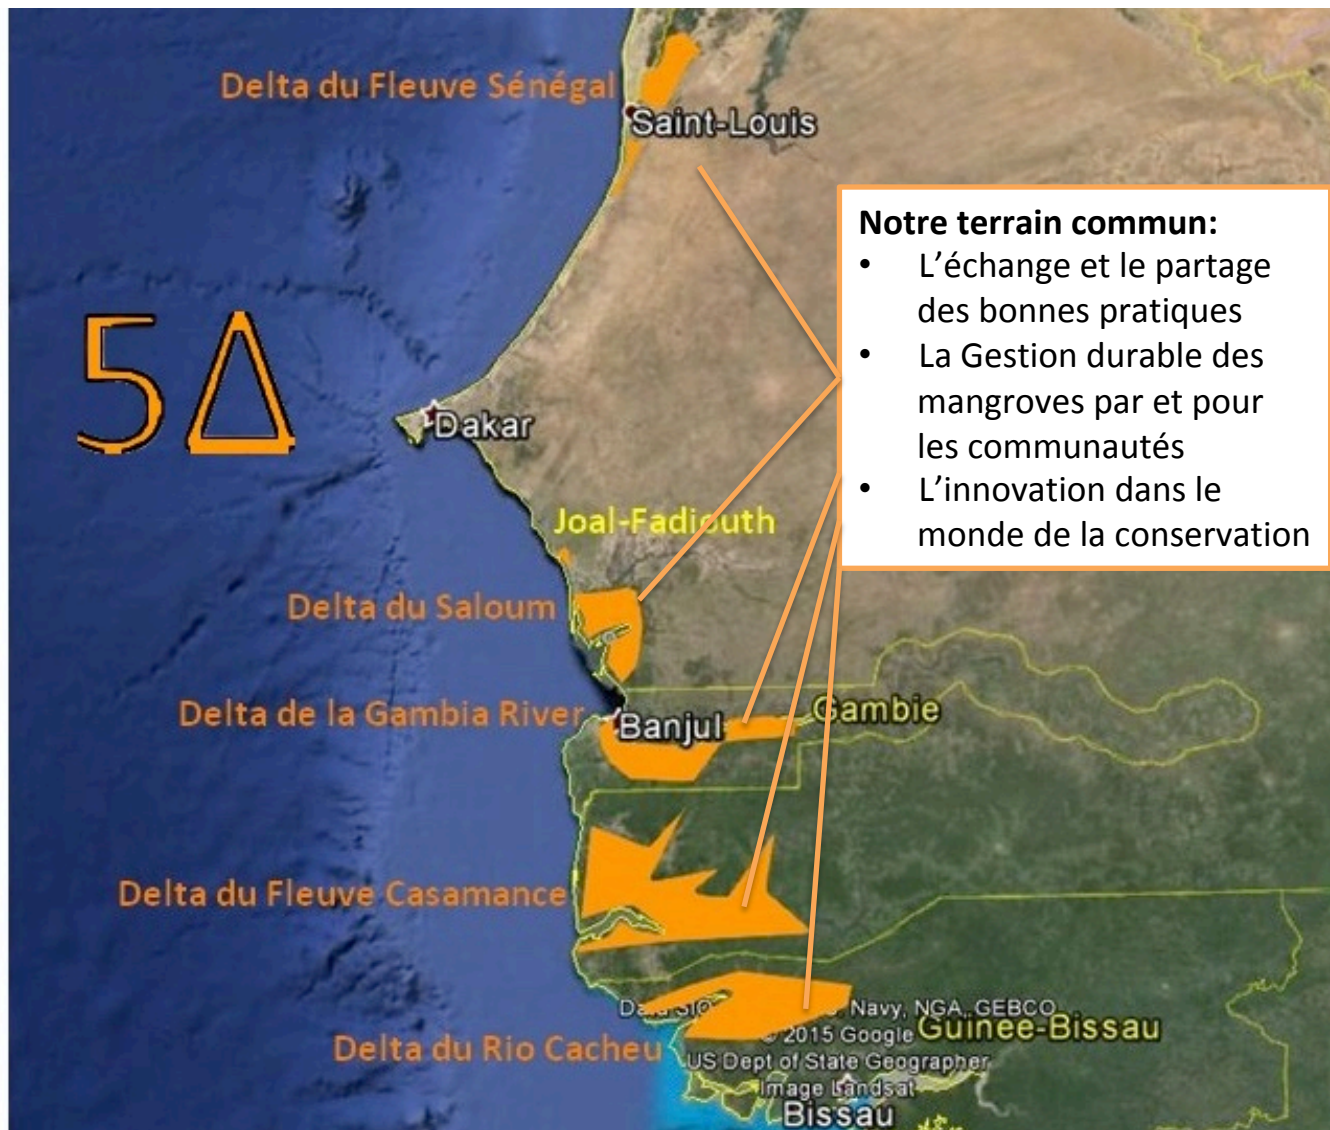 Delta du Fleuve Sénégal
Saint-Louis
Notre terrain commun:
• L’échange et le partage
des bonnes pratiques
• La Gestion durable des
mangroves par et pour
les communautés
• L’innovation dans le
monde de la conservation
5Δ
Dakar
Joal-Fadiouth
Delta du Saloum
Delta de la Gambia River
Banjul
Gambie
Delta du Fleuve Casamance
Navy, NGA, GEBCO
© 2015 Google
Guinée-Bissau
Delta du Rio Cacheu
US Dept of State Geographer
Image Landsat
Bissau